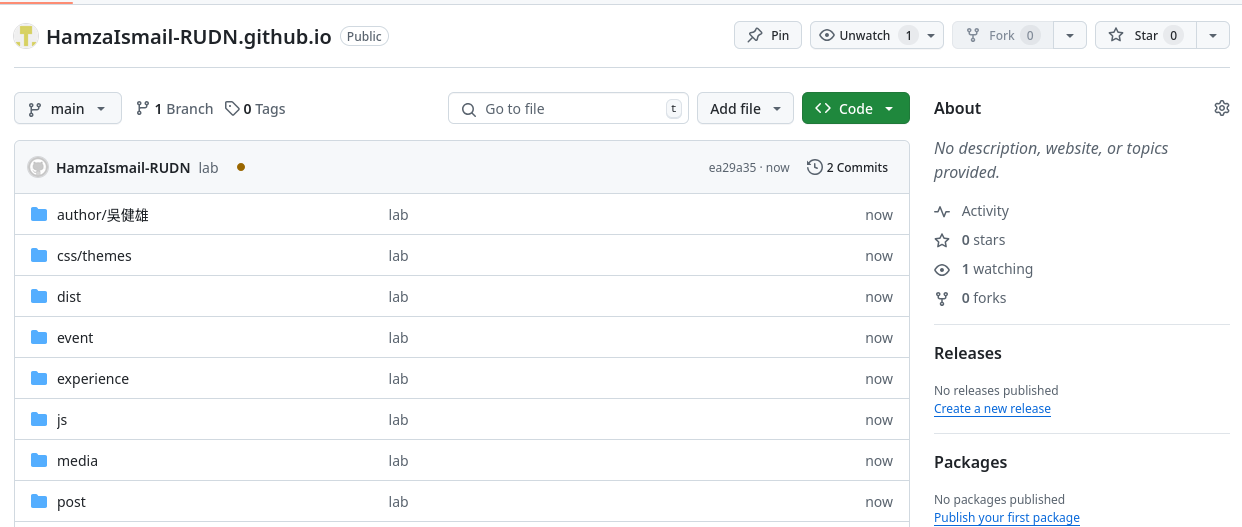 HamzaIsmail-RUDN.github.io Public Pin Unwatch 1 Fork 0 Star 0
main 1 Branch 0 Tags Go to file t Add file Code
HamzaIsmail-RUDN lab ea29a35 · now 2 Commits
author/吳健雄 lab now
css/themes lab now
dist lab now
event lab now
experience lab now
js lab now
media lab now
post lab now
About
No description, website, or topics
provided.
Activity
0 stars
1 watching
0 forks
Releases
No releases published
Create a new release
Packages
No packages published
Publish your first package